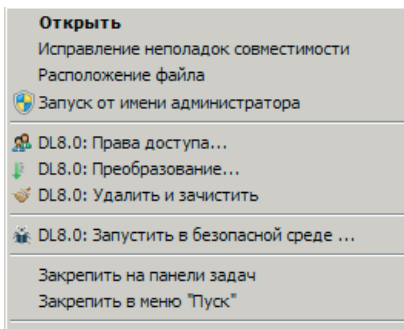 Открыть
Исправление неполадок совместимости
Расположение файла
Запуск от имени администратора
DL8.0: Права доступа...
DL8.0: Преобразование...
DL8.0: Удалить и зачистить
DL8.0: Запустить в безопасной среде ...
Закрепить на панели задач
Закрепить в меню "Пуск"